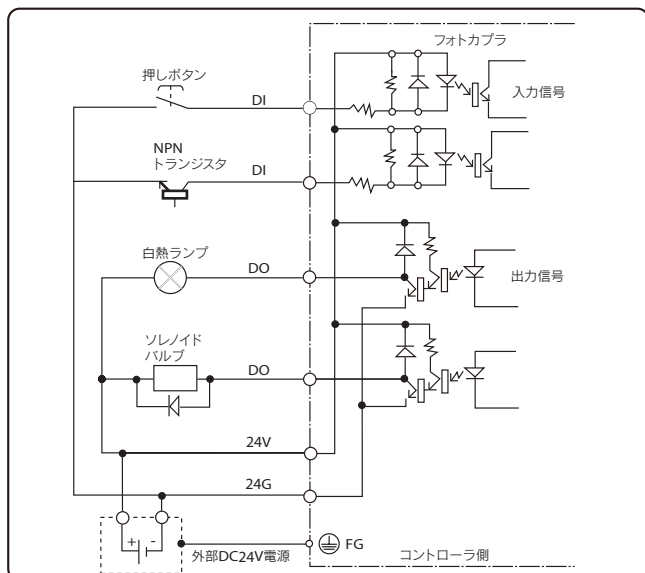 フォトカプラ
押しボタン
DI
入力信号
NPN
トランジスタ
DI
白熱ランプ
DO
出力信号
ソレノイド
バルブ
DO
24V
24G
+ -
外部DC24V電源
FG
コントローラ側